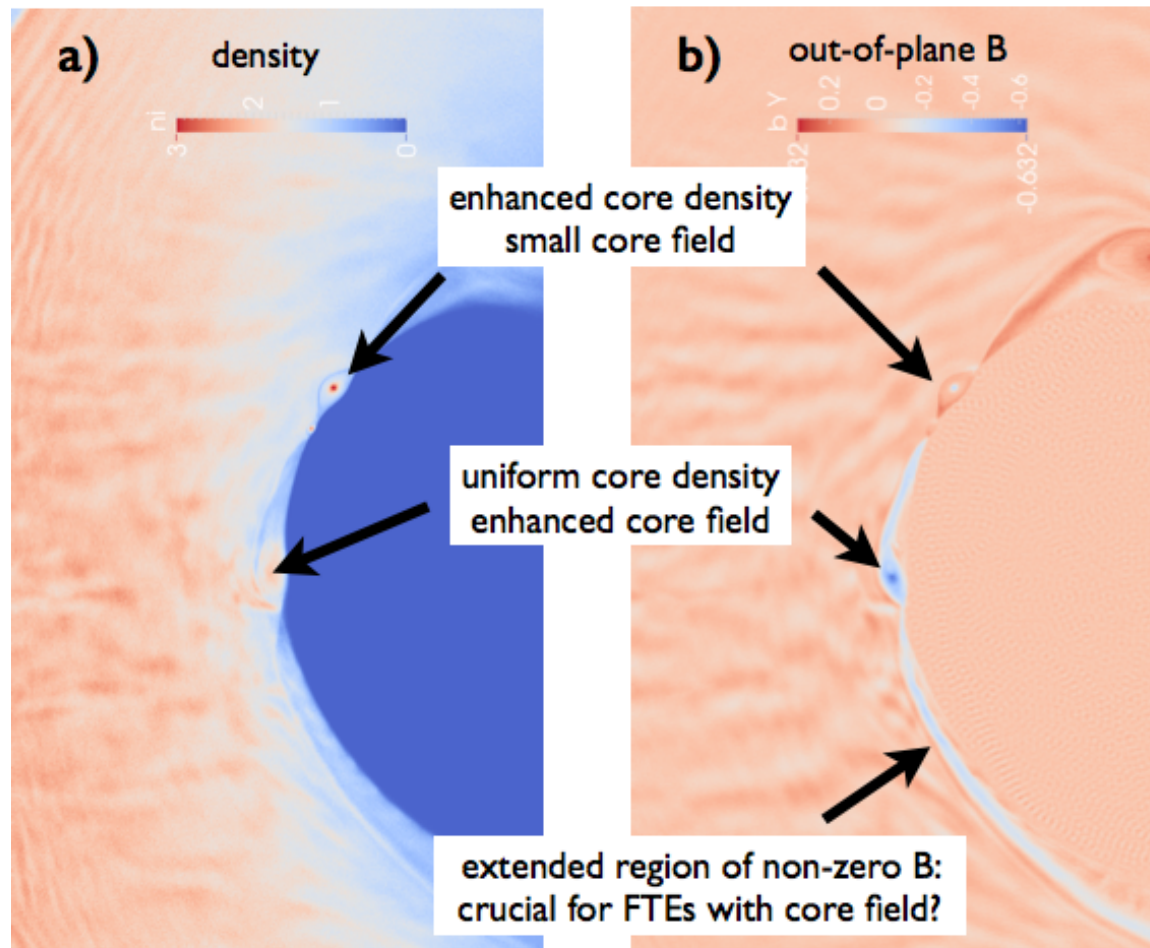 a)
density
ni
3
2
1
0
b)
out-of-plane B
b Y
0.2
0
-0.2
-0.4
-0.6
-0.632
enhanced core density
small core field
uniform core density
enhanced core field
extended region of non-zero B:
crucial for FTEs with core field?